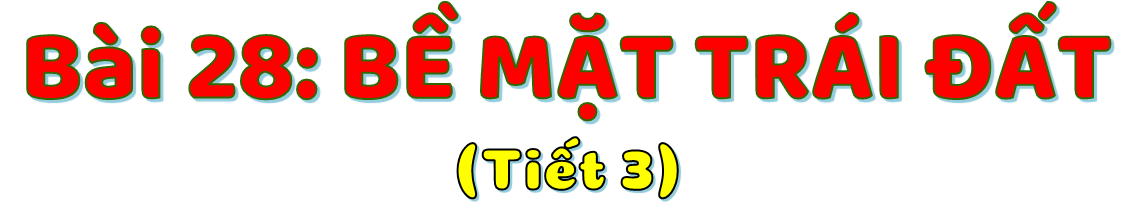 Bài 28: BỀ MẶT TRÁI ĐẤT
(Tiết 3)